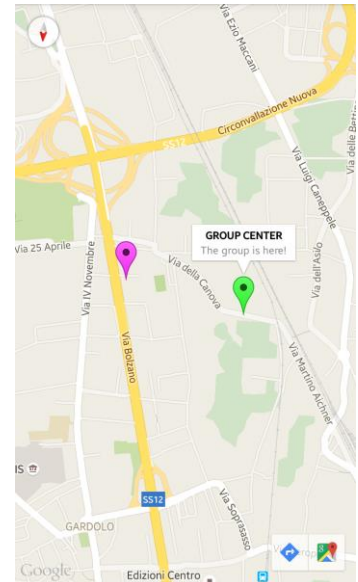 Via Ezio Maccani
Circonvallazione Nuova
SS12
Via Luigi Caneppele
Via delle Bettin
GROUP CENTER
The group is here!
Via 25 Aprile
Via IV Novembre
Via della Canova
Via dell'Asilo
Via Bolzano
Via Martino Aichner
SS12
Via Soprasasso
GARDOLO
Edizioni Centro
Google